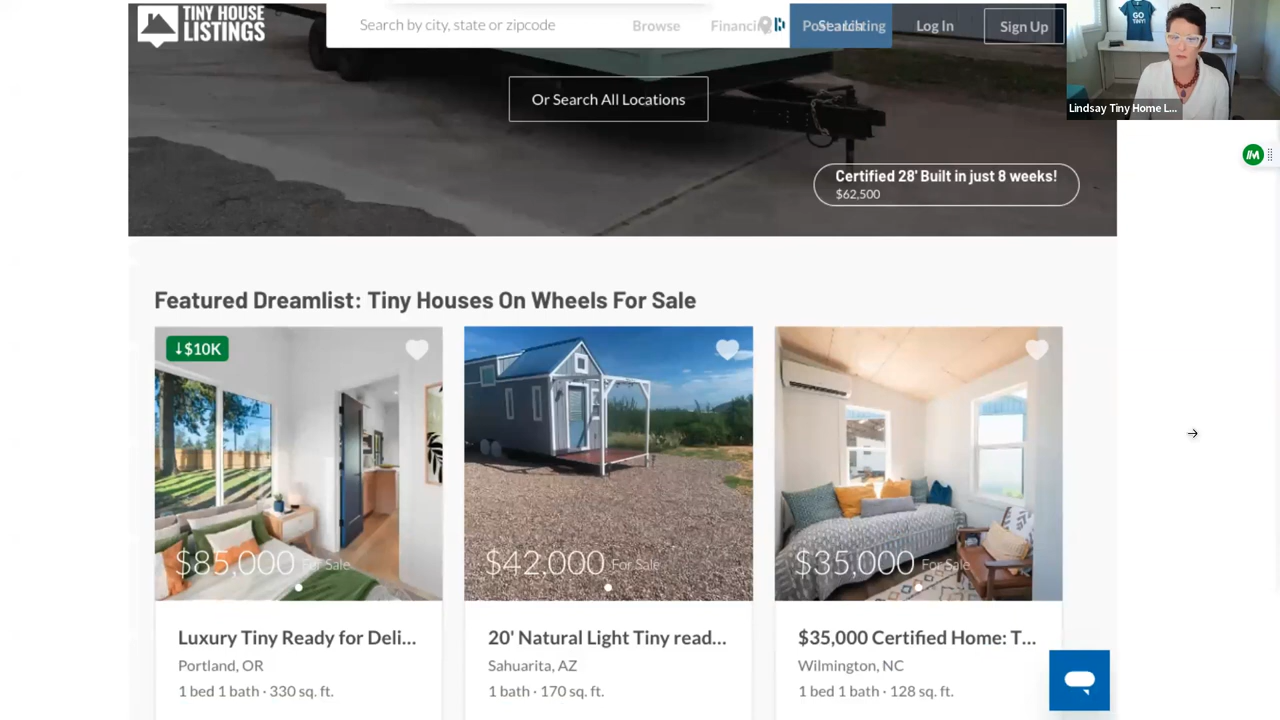 TINY HOUSE
LISTINGS
Search by city, state or zipcode
Browse
Financing
Search
Post a Listing
Log In
Sign Up
GO
TINY!
Lindsay Tiny Home L...
Or Search All Locations
Certified 28' Built in just 8 weeks!
$62,500
Featured Dreamlist: Tiny Houses On Wheels For Sale
↓$10K
$85,000 For Sale
$42,000 For Sale
$35,000 For Sale
Luxury Tiny Ready for Deli...
Portland, OR
1 bed 1 bath · 330 sq. ft.
20' Natural Light Tiny read...
Sahuarita, AZ
1 bath · 170 sq. ft.
$35,000 Certified Home: T...
Wilmington, NC
1 bed 1 bath · 128 sq. ft.